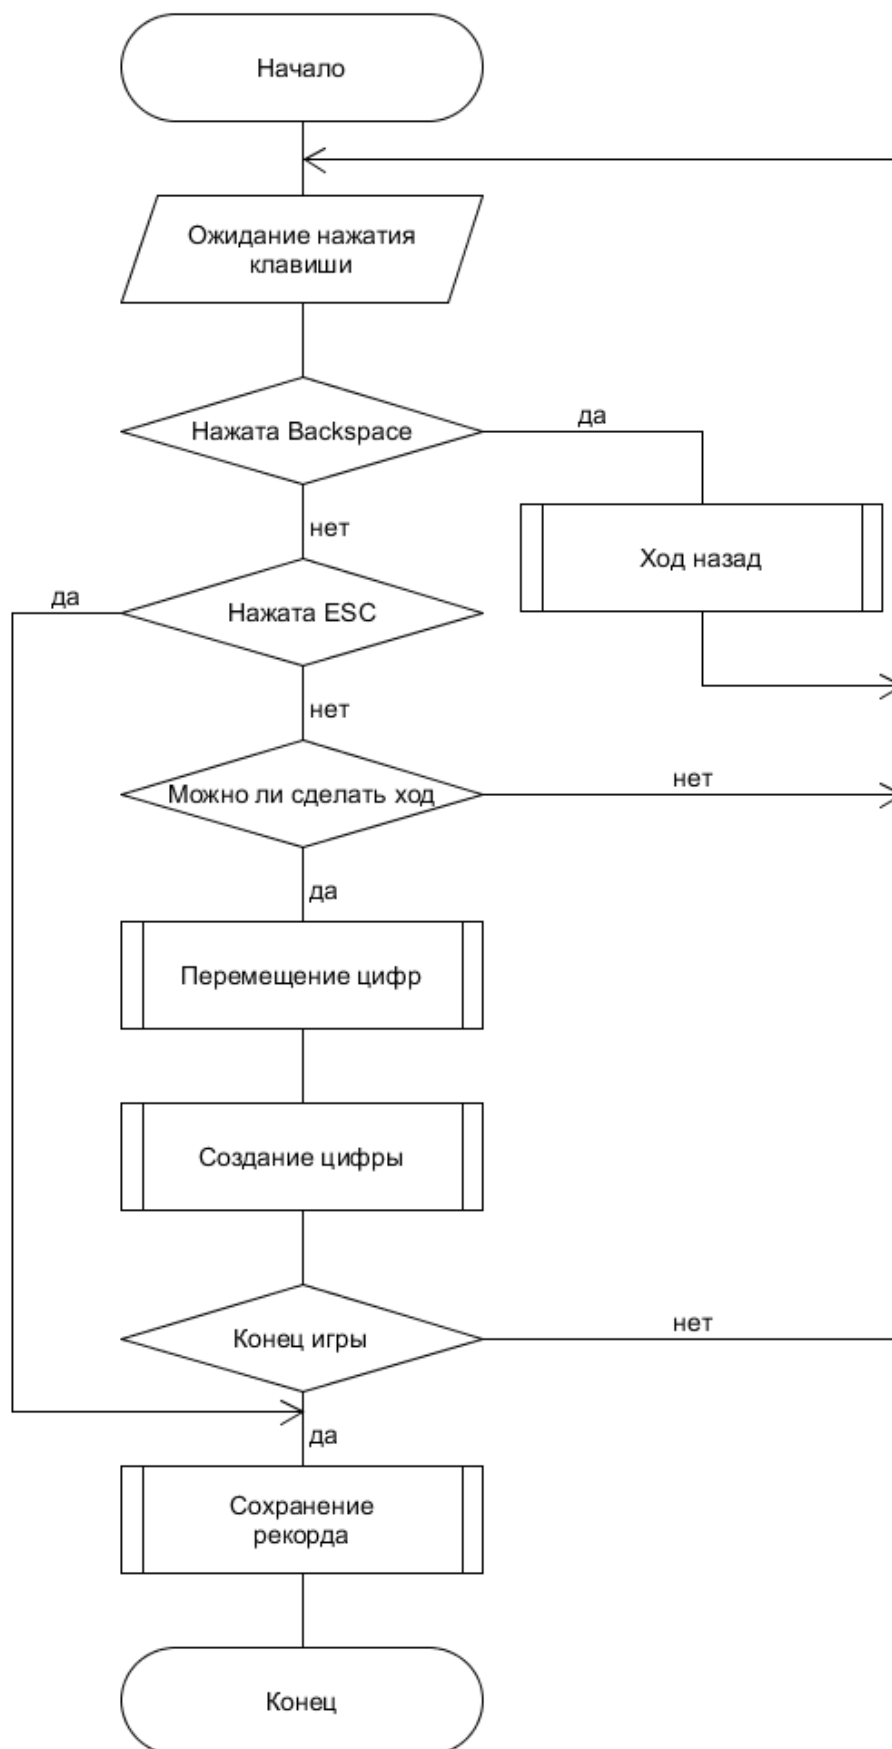 Начало
Ожидание нажатия
клавиши
Нажата Backspace
да
нет
Ход назад
да
Нажата ESC
нет
Можно ли сделать ход
нет
да
Перемещение цифр
Создание цифры
Конец игры
нет
да
Сохранение
рекорда
Конец